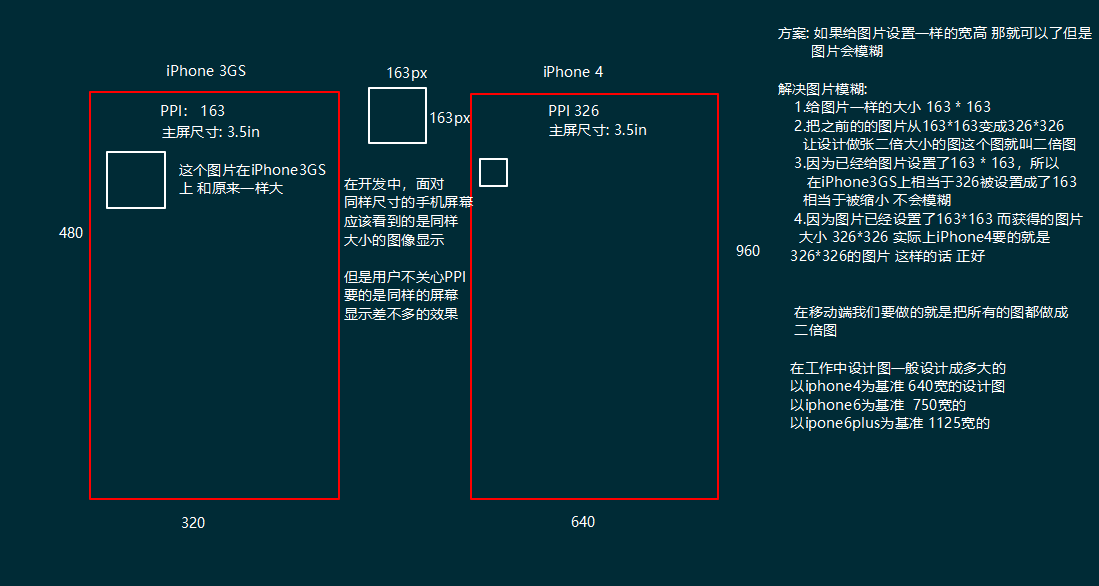 iPhone 3GS
PPI： 163
主屏尺寸: 3.5in
这个图片在iPhone3GS
上 和原来一样大
480
320
163px
163px
在开发中，面对
同样尺寸的手机屏幕
应该看到的是同样
大小的图像显示
但是用户不关心PPI
要的是同样的屏幕
显示差不多的效果
iPhone 4
PPI 326
主屏尺寸: 3.5in
960
640
方案: 如果给图片设置一样的宽高 那就可以了但是
图片会模糊
解决图片模糊:
1.给图片一样的大小 163 * 163
2.把之前的的图片从163*163变成326*326
让设计做张二倍大小的图这个图就叫二倍图
3.因为已经给图片设置了163 * 163，所以
在iPhone3GS上相当于326被设置成了163
相当于被缩小 不会模糊
4.因为图片已经设置了163*163 而获得的图片
大小 326*326 实际上iPhone4要的就是
326*326的图片 这样的话 正好
在移动端我们要做的就是把所有的图都做成
二倍图
在工作中设计图一般设计成多大的
以iphone4为基准 640宽的设计图
以iphone6为基准  750宽的
以ipone6plus为基准 1125宽的